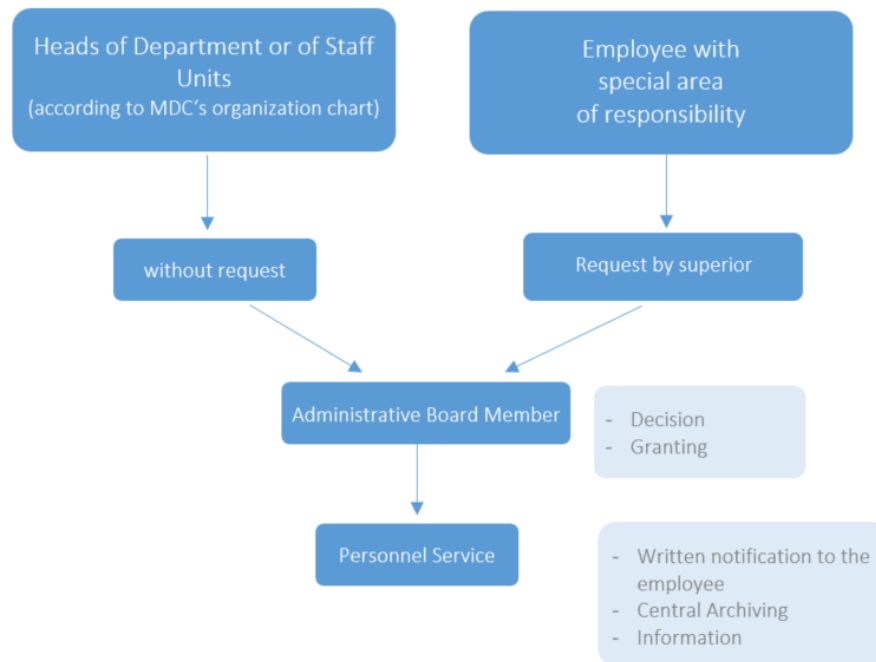 Heads of Department or of Staff
Units
(according to MDC‘s organization chart)
Employee with
special area
of responsibility
without request
Request by superior
Administrative Board Member
- Decision
- Granting
Personnel Service
- Written notification to the
employee
- Central Archiving
- Information